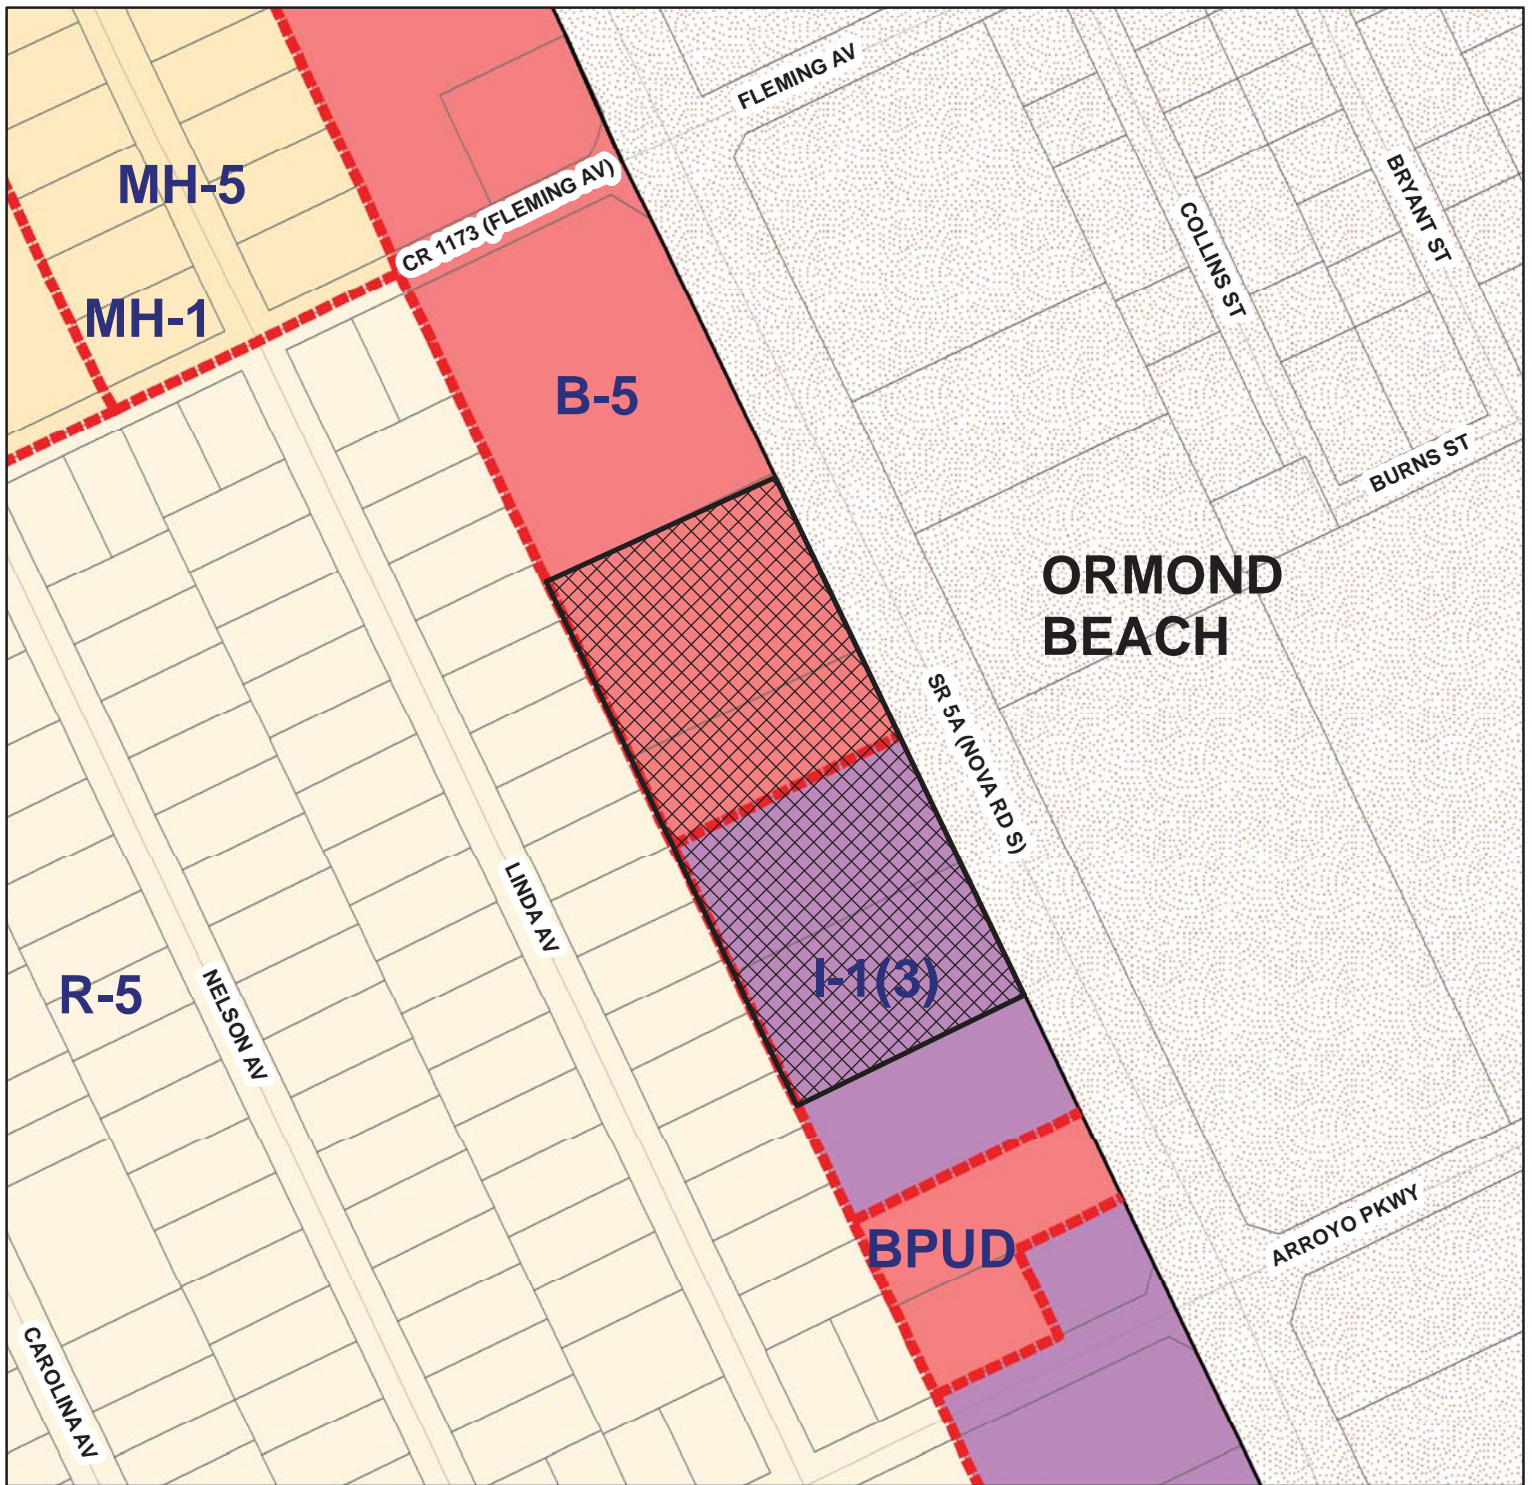 FLEMING AV
MH-5
CR 1173 (FLEMING AV)
BRYANT ST
COLLINS ST
MH-1
B-5
BURNS ST
ORMOND
BEACH
SR 5A (NOVA RD S)
LINDA AV
I-1(3)
R-5
NELSON AV
ARROYO PKWY
BPUD
CAROLINA AV